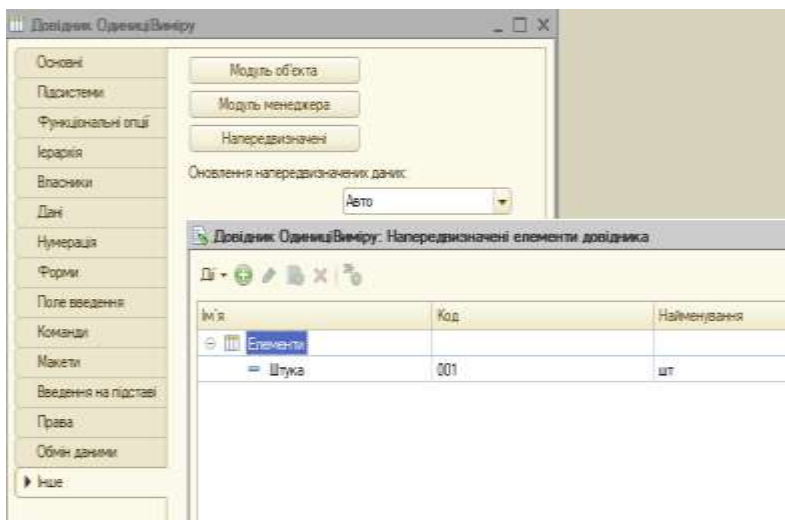 Довідник ОдиниціВиміру
Основні
Підсистеми
Функціональні опції
Ієрархія
Власники
Дані
Нумерація
Форми
Поле введення
Команди
Макети
Введення на підставі
Права
Обмін даними
Інше
Модуль об'єкта
Модуль менеджера
Напередвизначені
Оновлення напередвизначених даних:
Авто
Довідник ОдиниціВиміру: Напередвизначені елементи довідника
Дії
Ім'я Код Найменування
Елементи
Штука 001 шт